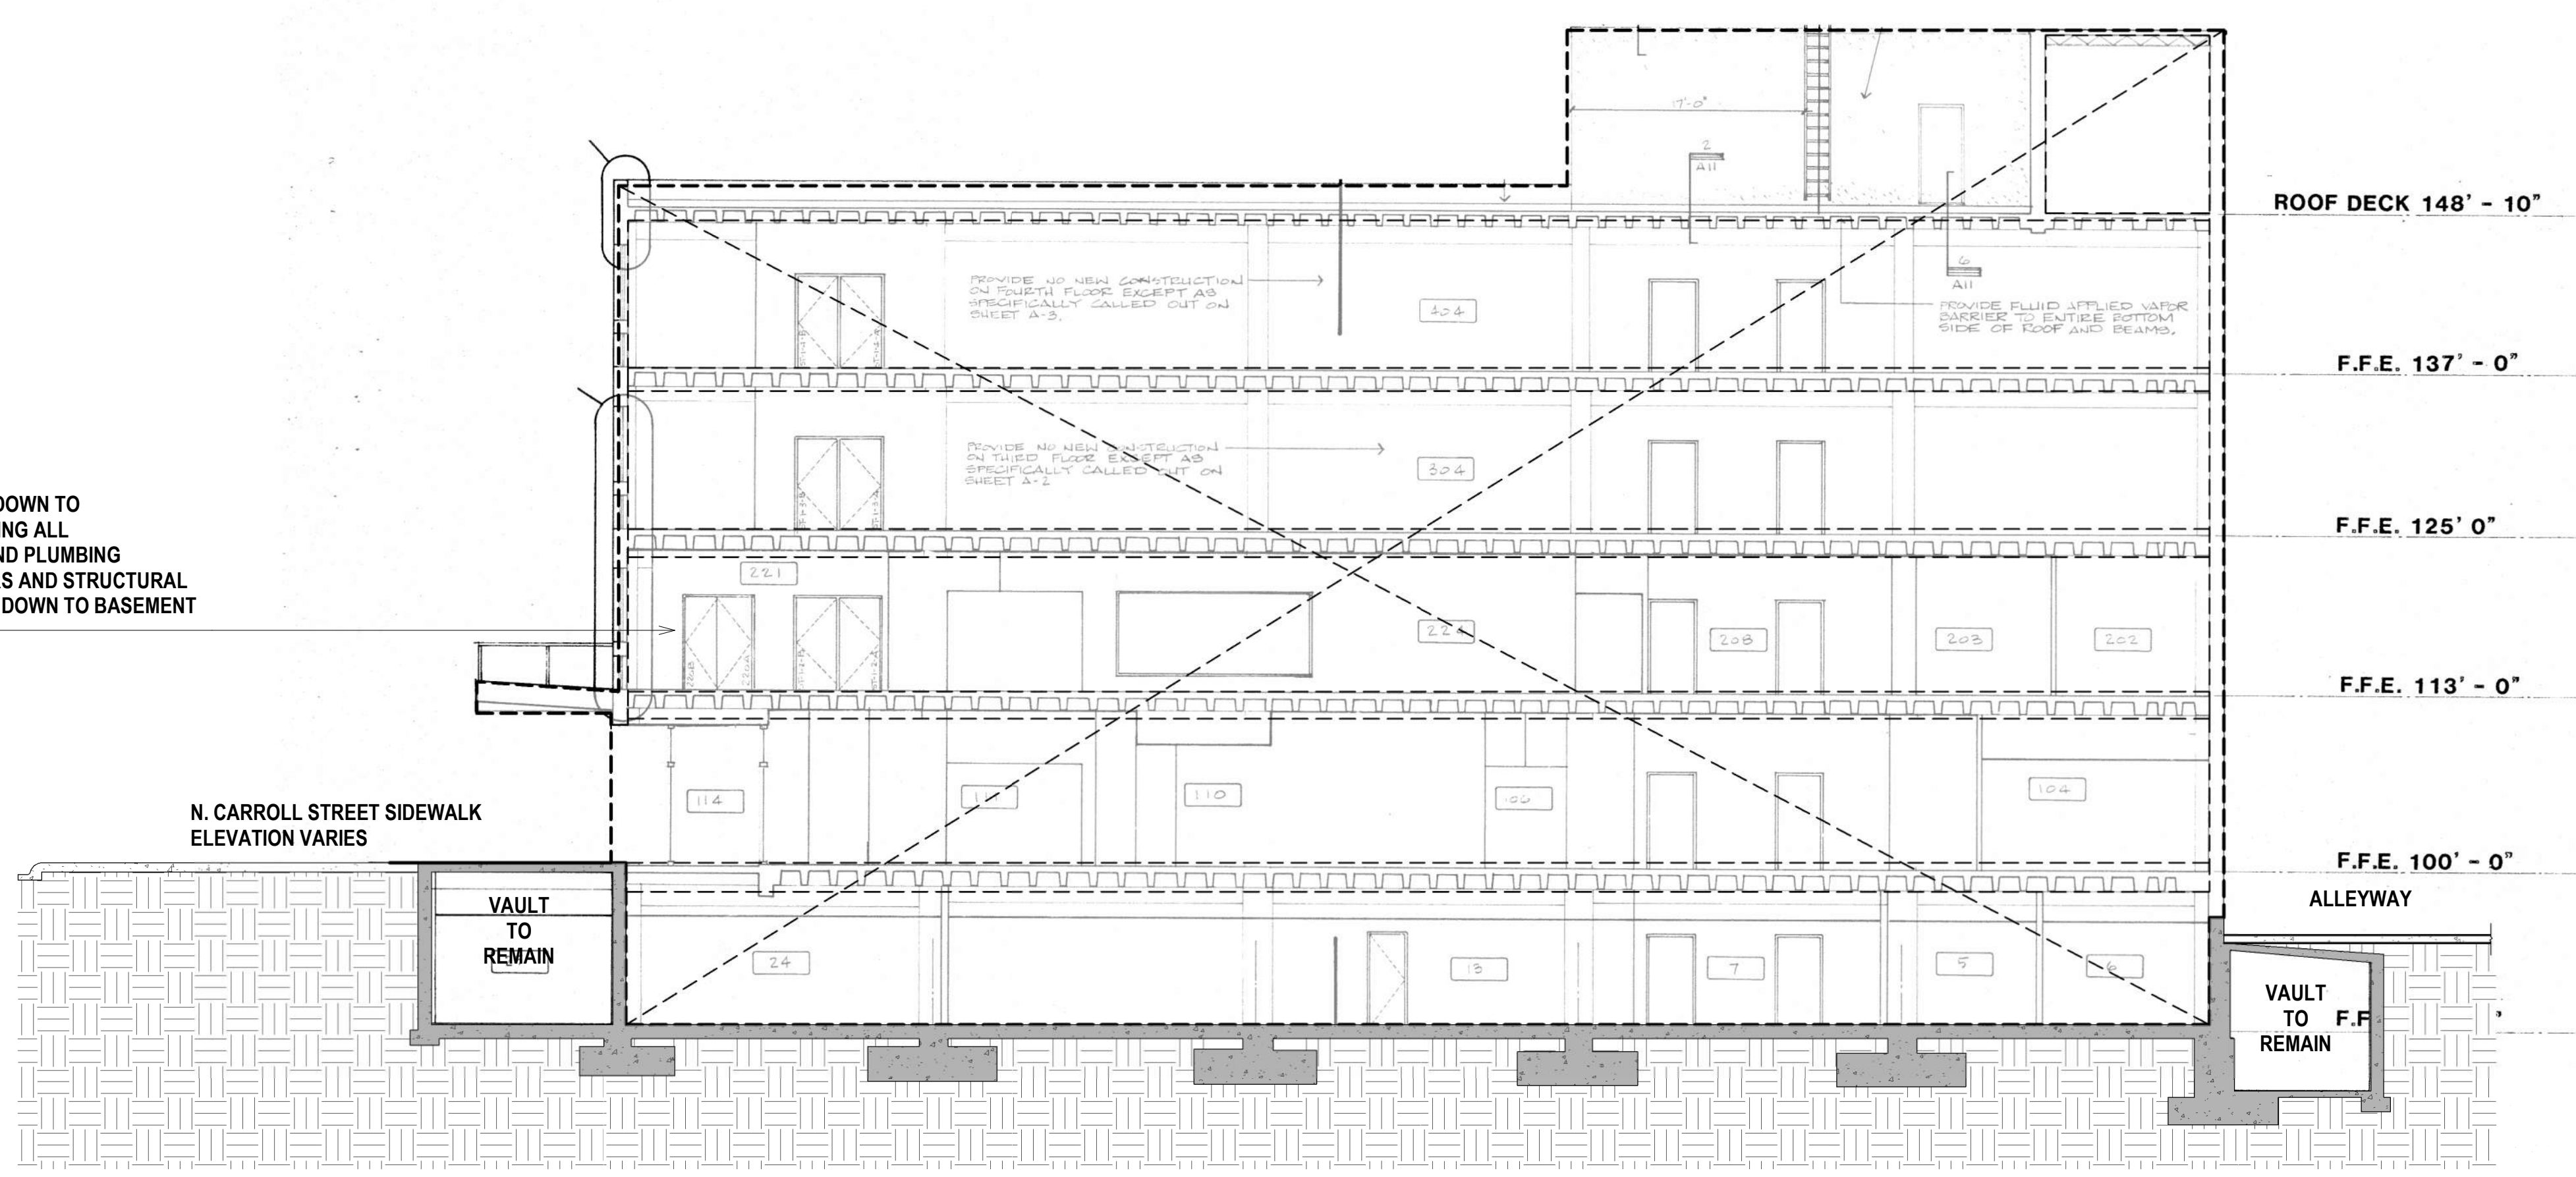 17'-0"
2
A11
ROOF DECK 148' - 10"
6
A11
PROVIDE NO NEW CONSTRUCTION
ON FOURTH FLOOR EXCEPT AS
SPECIFICALLY CALLED OUT ON
SHEET A-3.
404
PROVIDE FLUID APPLIED VAPOR
BARRIER TO ENTIRE BOTTOM
SIDE OF ROOF AND BEAMS.
F.F.E. 137' - 0"
PROVIDE NO NEW CONSTRUCTION
ON THIRD FLOOR EXCEPT AS
SPECIFICALLY CALLED OUT ON
SHEET A-2
304
F.F.E. 125' 0"
DOWN TO
ING ALL
ND PLUMBING
S AND STRUCTURAL
DOWN TO BASEMENT
221
224
208
203
202
F.F.E. 113' - 0"
114
110
106
104
N. CARROLL STREET SIDEWALK
ELEVATION VARIES
F.F.E. 100' - 0"
ALLEYWAY
VAULT
TO
REMAIN
24
13
7
5
6
VAULT
TO
REMAIN
F.F